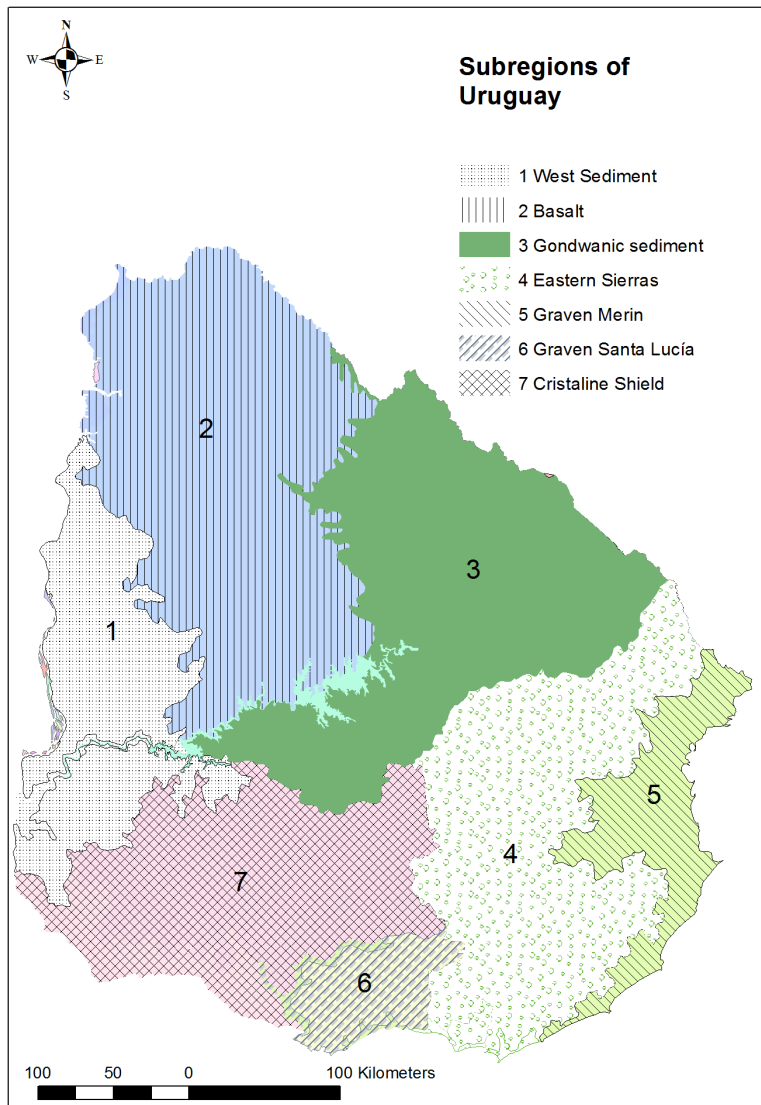 N
W E
S
Subregions of
Uruguay
1 West Sediment
2 Basalt
3 Gondwanic sediment
4 Eastern Sierras
5 Graven Merin
6 Graven Santa Lucía
7 Cristaline Shield
2
3
1
5
4
7
6
100 50 0 100 Kilometers